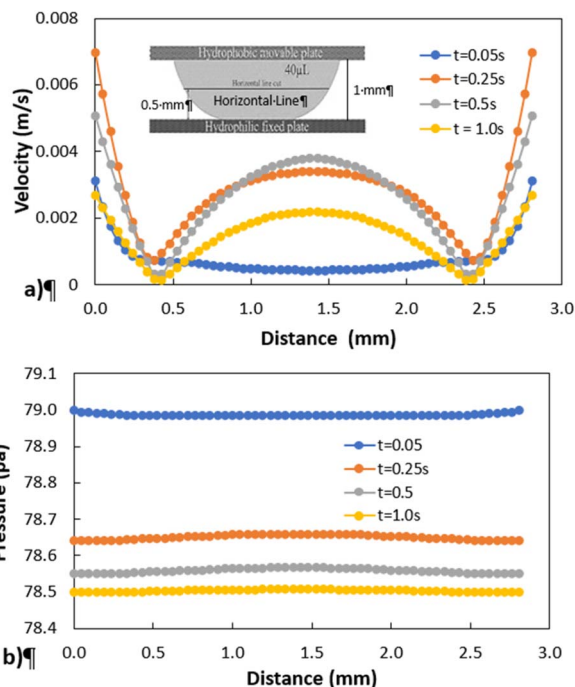 a)¶
0.008
0.006
0.004
0.002
0
Velocity (m/s)
Hydrophobic movable plate
40µL
Horizontal line cut
0.5·mm¶
Horizontal·Line¶
1·mm¶
Hydrophilic fixed plate
t=0.05s
t=0.25s
t=0.5s
t = 1.0s
0.0 0.5 1.0 1.5 2.0 2.5 3.0
Distance (mm)
b)¶
79.1
79.0
78.9
78.8
78.7
78.6
78.5
78.4
Pressure (pa)
t=0.05
t=0.25s
t=0.5
t=1.0s
0.0 0.5 1.0 1.5 2.0 2.5 3.0
Distance (mm)